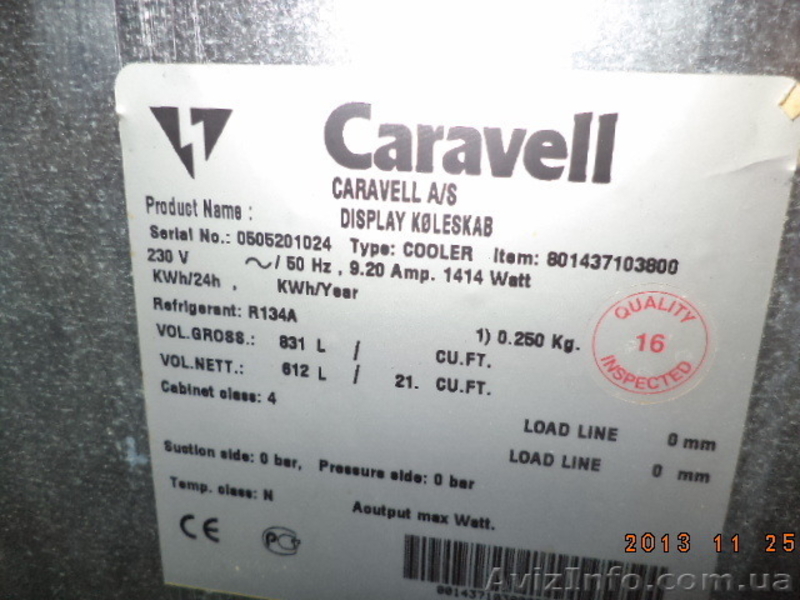 Caravell
CARAVELL A/S
Product Name : DISPLAY KØLESKAB
Serial No.: 0505201024 Type: COOLER Item: 801437103800
230 V ~/ 50 Hz , 9.20 Amp. 1414 Watt
KWh/24h , KWh/Year
Refrigerant: R134A 1) 0.250 Kg.
VOL.GROSS.: 831 L / CU.FT.
VOL.NETT.: 612 L / 21. CU.FT.
Cabinet class: 4
QUALITY
16
INSPECTED
LOAD LINE 0 mm
LOAD LINE 0 mm
Suction side: 0 bar, Pressure side: 0 bar
Temp. class: N
Aoutput max Watt.
CE
2013 11 25
AvizInfo.com.ua